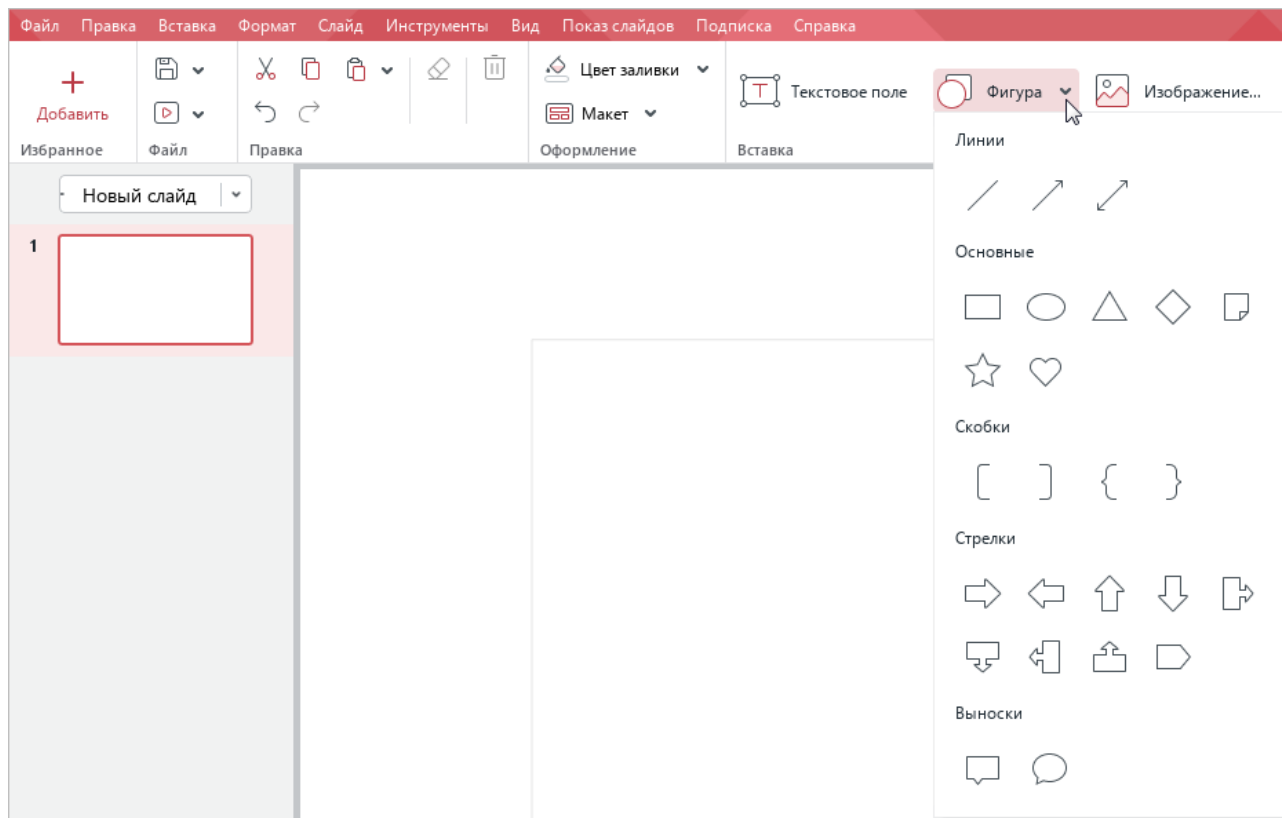 Файл Правка Вставка Формат Слайд Инструменты Вид Показ слайдов Подписка Справка
Цвет заливки
Текстовое поле Фигура Изображение...
Добавить Макет
Избранное Файл Правка Оформление Вставка
Линии
Новый слайд
1
Основные
Скобки
Стрелки
Выноски